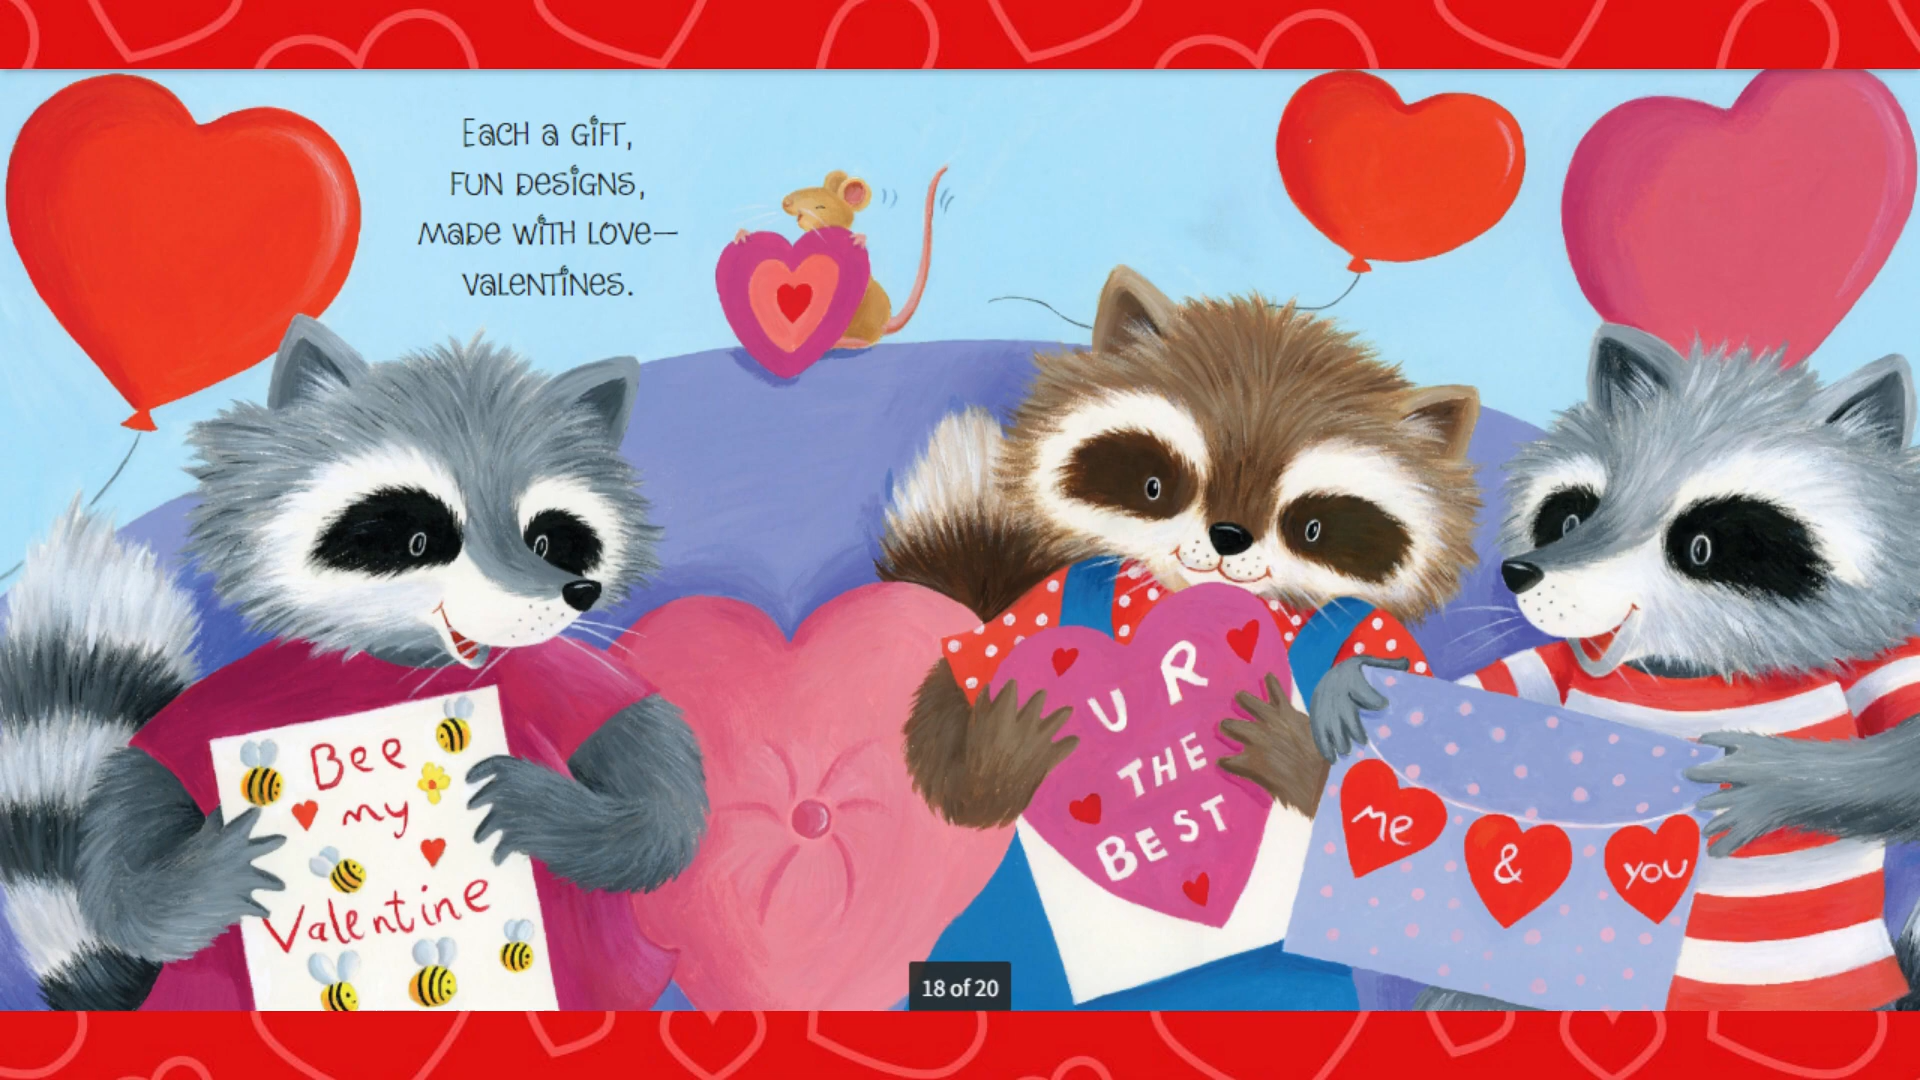 Each a gift,
fun designs,
made with love—
valentines.
Bee
my
Valentine
U R
THE
BEST
me
&
you
18 of 20